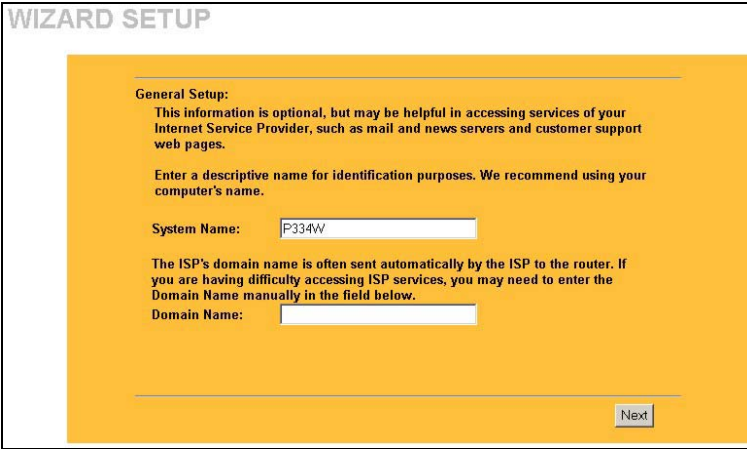 WIZARD SETUP
General Setup:
This information is optional, but may be helpful in accessing services of your
Internet Service Provider, such as mail and news servers and customer support
web pages.
Enter a descriptive name for identification purposes. We recommend using your
computer's name.
System Name: P334W
The ISP's domain name is often sent automatically by the ISP to the router. If
you are having difficulty accessing ISP services, you may need to enter the
Domain Name manually in the field below.
Domain Name:
Next